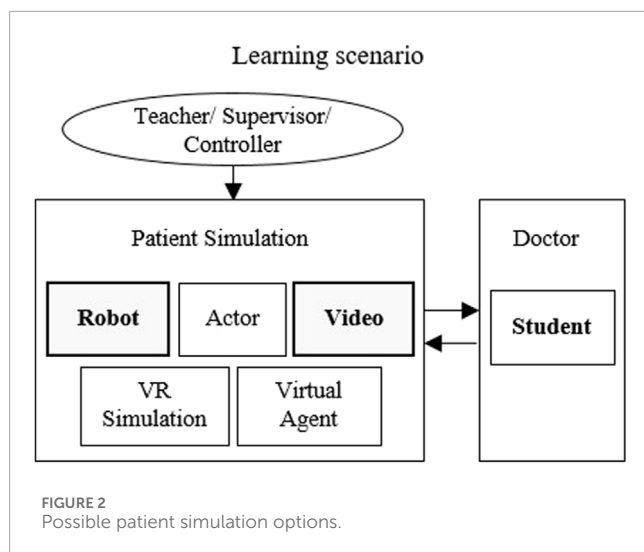 Learning scenario
Teacher/ Supervisor/
Controller
Patient Simulation
Doctor
Robot
Actor
Video
Student
VR
Simulation
Virtual
Agent
FIGURE 2
Possible patient simulation options.